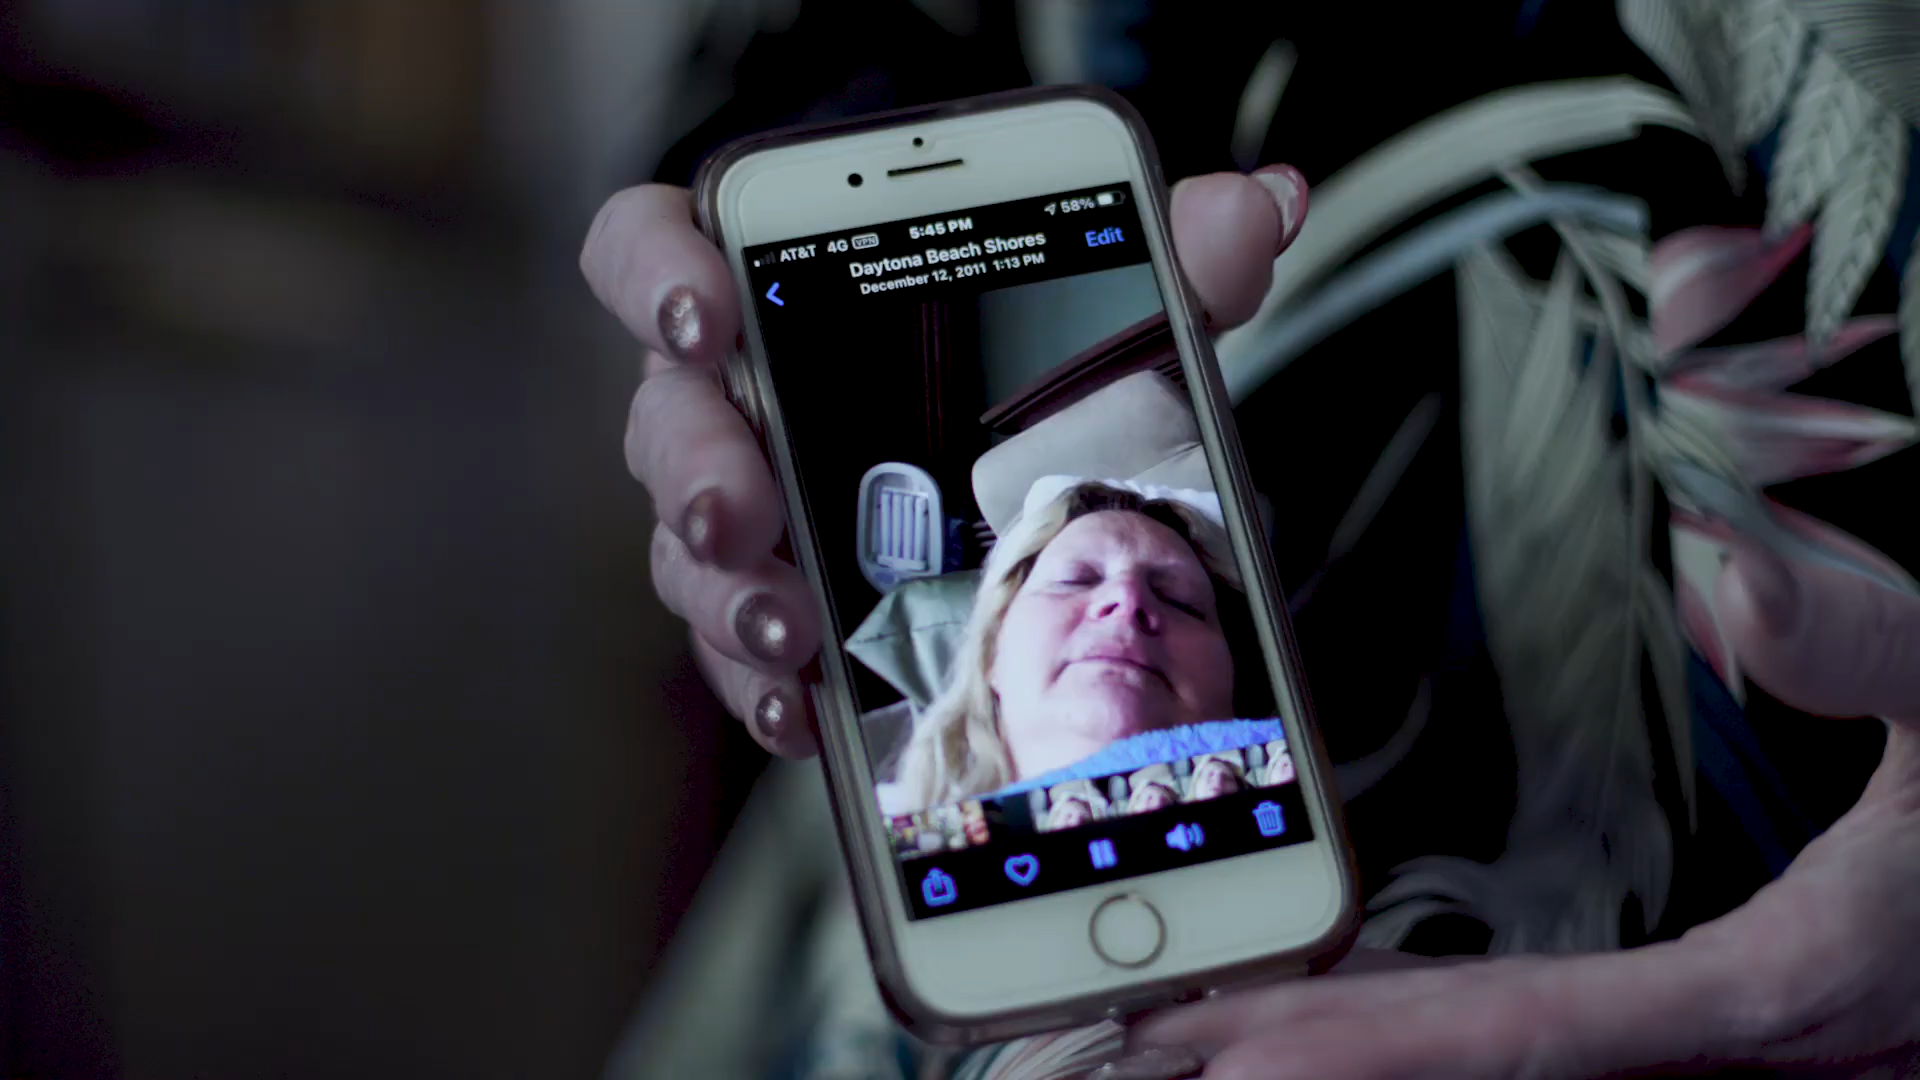 AT&T 4G VPN 5:45 PM 58%
Daytona Beach Shores Edit
December 12, 2011 1:13 PM